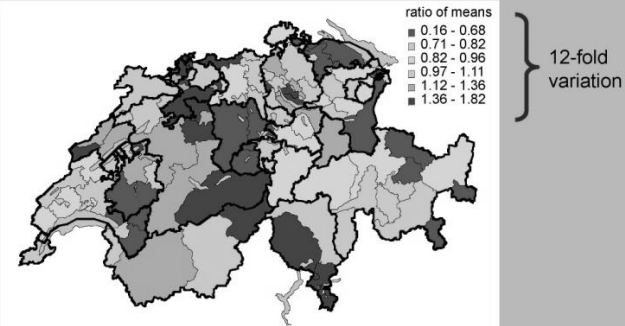 ratio of means
0.16 - 0.68
0.71 - 0.82
0.82 - 0.96
0.97 - 1.11
1.12 - 1.36
1.36 - 1.82
12-fold
variation